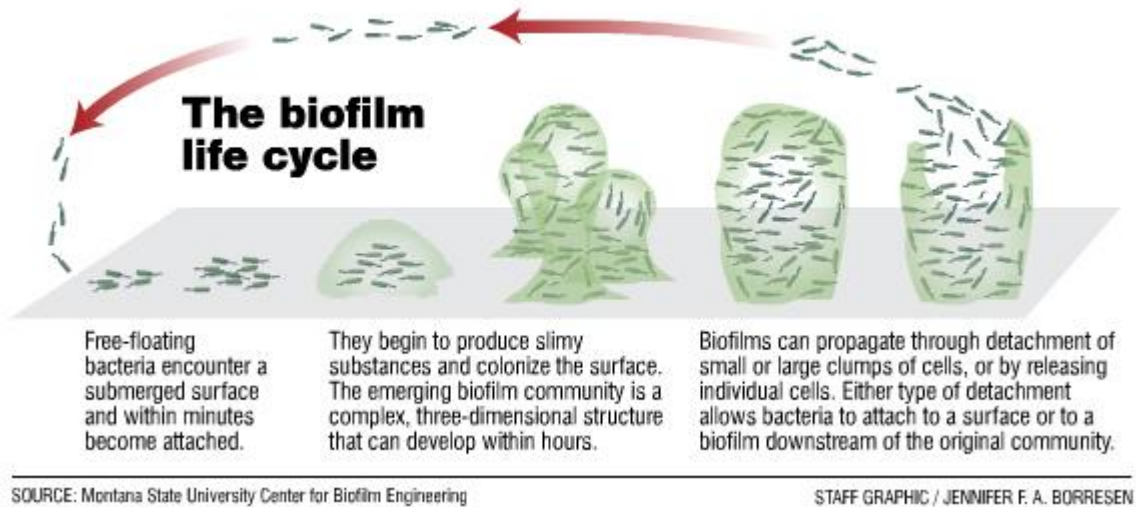 The biofilm
life cycle
Free-floating
bacteria encounter a
submerged surface
and within minutes
become attached.
They begin to produce slimy
substances and colonize the surface.
The emerging biofilm community is a
complex, three-dimensional structure
that can develop within hours.
Biofilms can propagate through detachment of
small or large clumps of cells, or by releasing
individual cells. Either type of detachment
allows bacteria to attach to a surface or to a
biofilm downstream of the original community.
SOURCE: Montana State University Center for Biofilm Engineering
STAFF GRAPHIC / JENNIFER F. A. BORRESEN